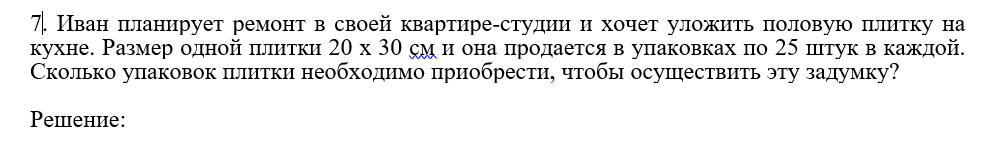 7. Иван планирует ремонт в своей квартире-студии и хочет уложить половую плитку на
кухне. Размер одной плитки 20 х 30 см и она продается в упаковках по 25 штук в каждой.
Сколько упаковок плитки необходимо приобрести, чтобы осуществить эту задумку?
Решение: